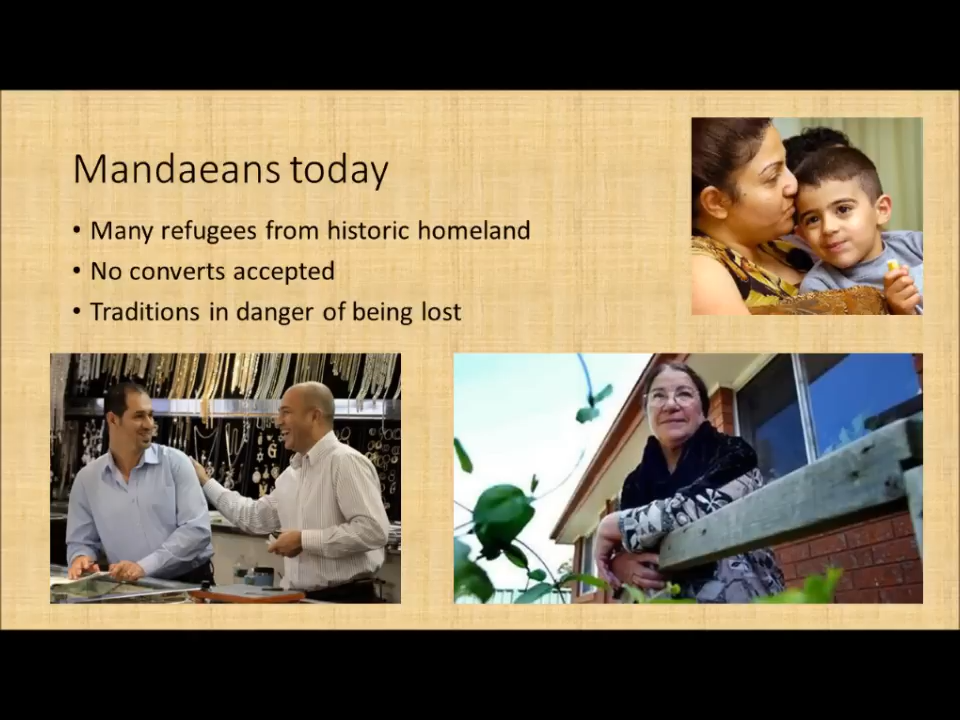 Mandaeans today
• Many refugees from historic homeland
• No converts accepted
• Traditions in danger of being lost